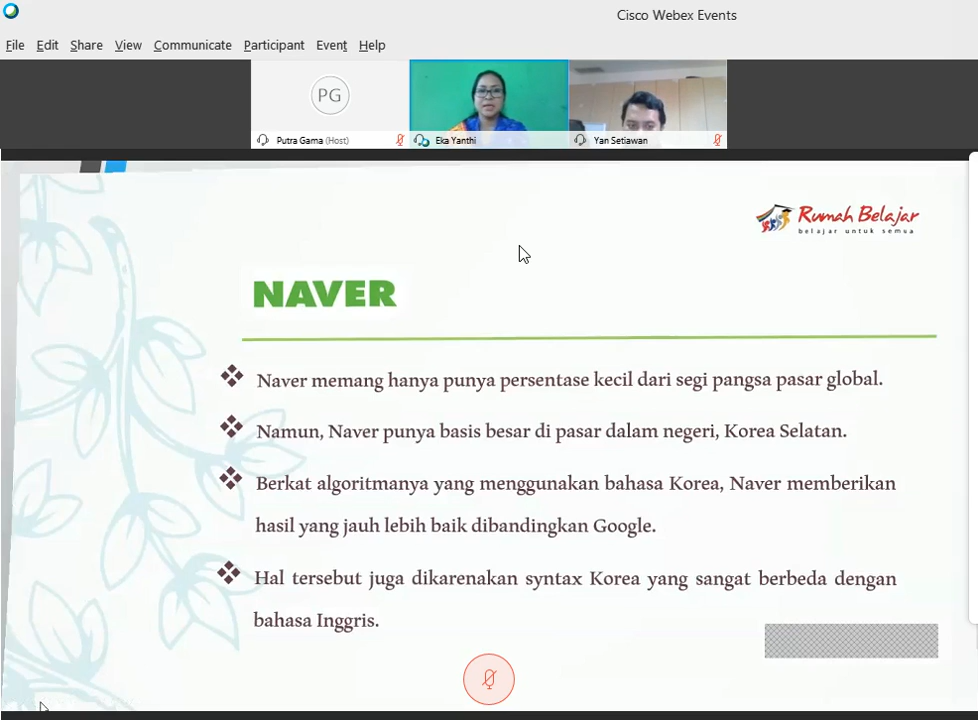 Cisco Webex Events
File Edit Share View Communicate Participant Event Help
PG
Putra Gama (Host)
Eka Yanthi
Yan Setiawan
Rumah Belajar
belajar untuk semua
NAVER
Naver memang hanya punya persentase kecil dari segi pangsa pasar global.
Namun, Naver punya basis besar di pasar dalam negeri, Korea Selatan.
Berkat algoritmanya yang menggunakan bahasa Korea, Naver memberikan
hasil yang jauh lebih baik dibandingkan Google.
Hal tersebut juga dikarenakan syntax Korea yang sangat berbeda dengan
bahasa Inggris.